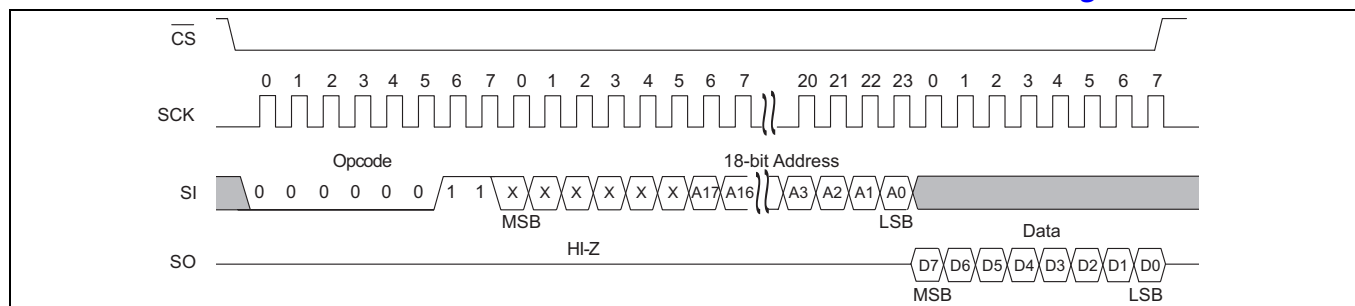 CS
0 1 2 3 4 5 6 7 0 1 2 3 4 5 6 7 20 21 22 23 0 1 2 3 4 5 6 7
SCK
Opcode 18-bit Address
SI 0 0 0 0 0 0 1 1 X X X X X X A17 A16 A3 A2 A1 A0
MSB LSB
HI-Z Data
SO D7 D6 D5 D4 D3 D2 D1 D0
MSB LSB